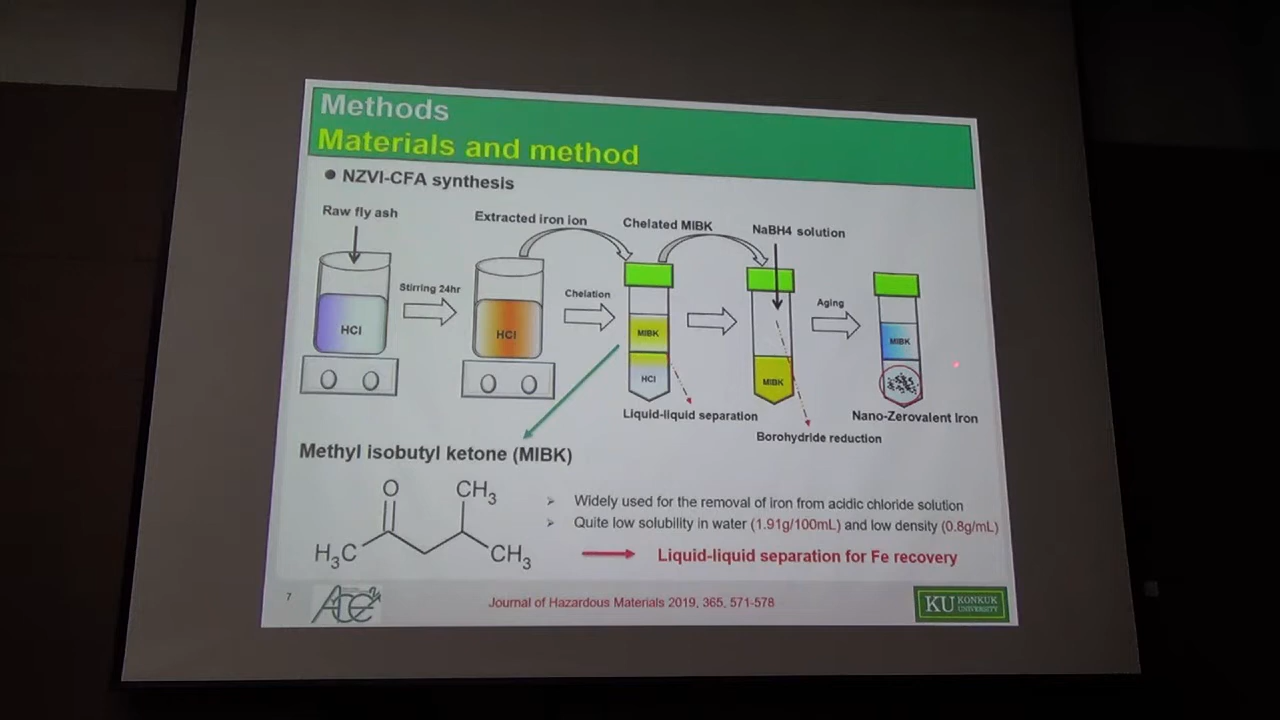 Methods
Materials and method
● NZVI-CFA synthesis
Raw fly ash
Extracted iron ion
Chelated MIBK
NaBH4 solution
Stirring 24hr
Chelation
Aging
HCl
HCl
MIBK
HCl
MIBK
MIBK
Liquid-liquid separation
Borohydride reduction
Nano-Zerovalent Iron
Methyl isobutyl ketone (MIBK)
O
CH3
H3C
CH3
➢ Widely used for the removal of iron from acidic chloride solution
➢ Quite low solubility in water (1.91g/100mL) and low density (0.8g/mL)
Liquid-liquid separation for Fe recovery
7
Journal of Hazardous Materials 2019, 365, 571-578
KU KONKUK
UNIVERSITY